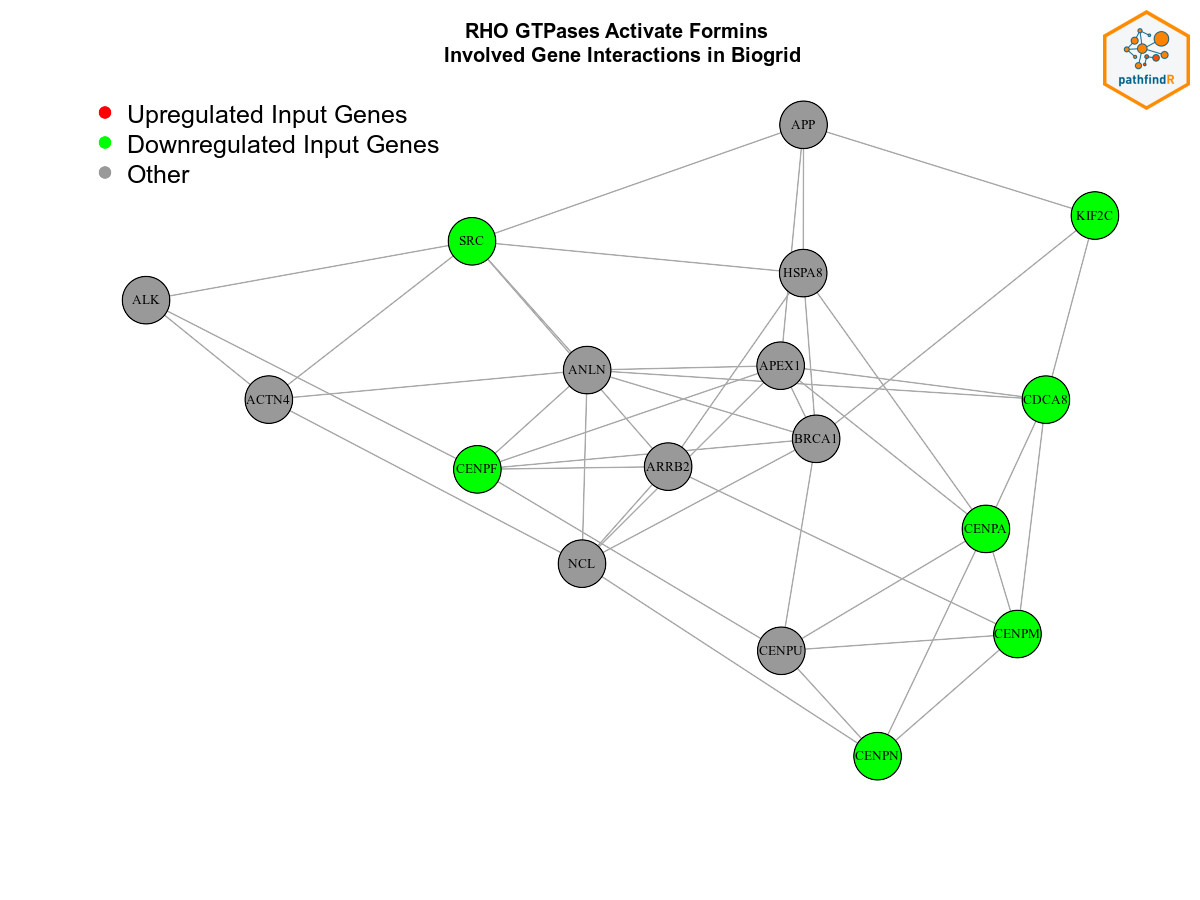 RHO GTPases Activate Formins
Involved Gene Interactions in Biogrid
pathfindR
Upregulated Input Genes
Downregulated Input Genes
Other
APP
KIF2C
SRC
HSPA8
ALK
ANLN
APEX1
ACTN4
CDCA8
BRCA1
CENPF
ARRB2
CENPA
NCL
CENPM
CENPU
CENPN